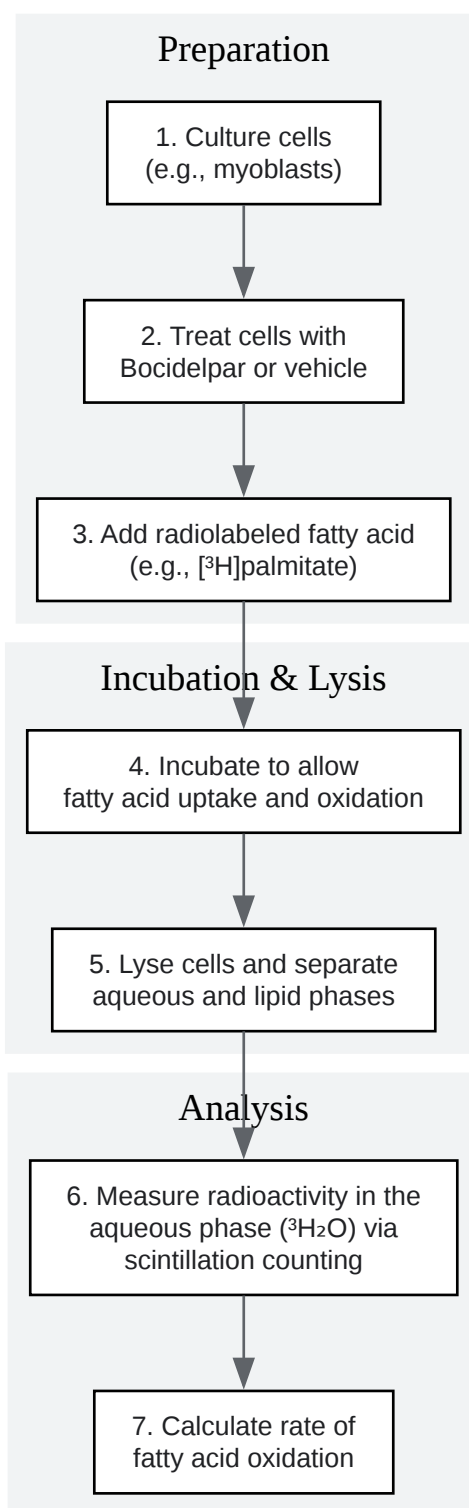 Preparation
1. Culture cells
(e.g., myoblasts)
2. Treat cells with
Bocidelpar or vehicle
3. Add radiolabeled fatty acid
(e.g., [³H]palmitate)
Incubation & Lysis
4. Incubate to allow
fatty acid uptake and oxidation
5. Lyse cells and separate
aqueous and lipid phases
Analysis
6. Measure radioactivity in the
aqueous phase (³H₂O) via
scintillation counting
7. Calculate rate of
fatty acid oxidation